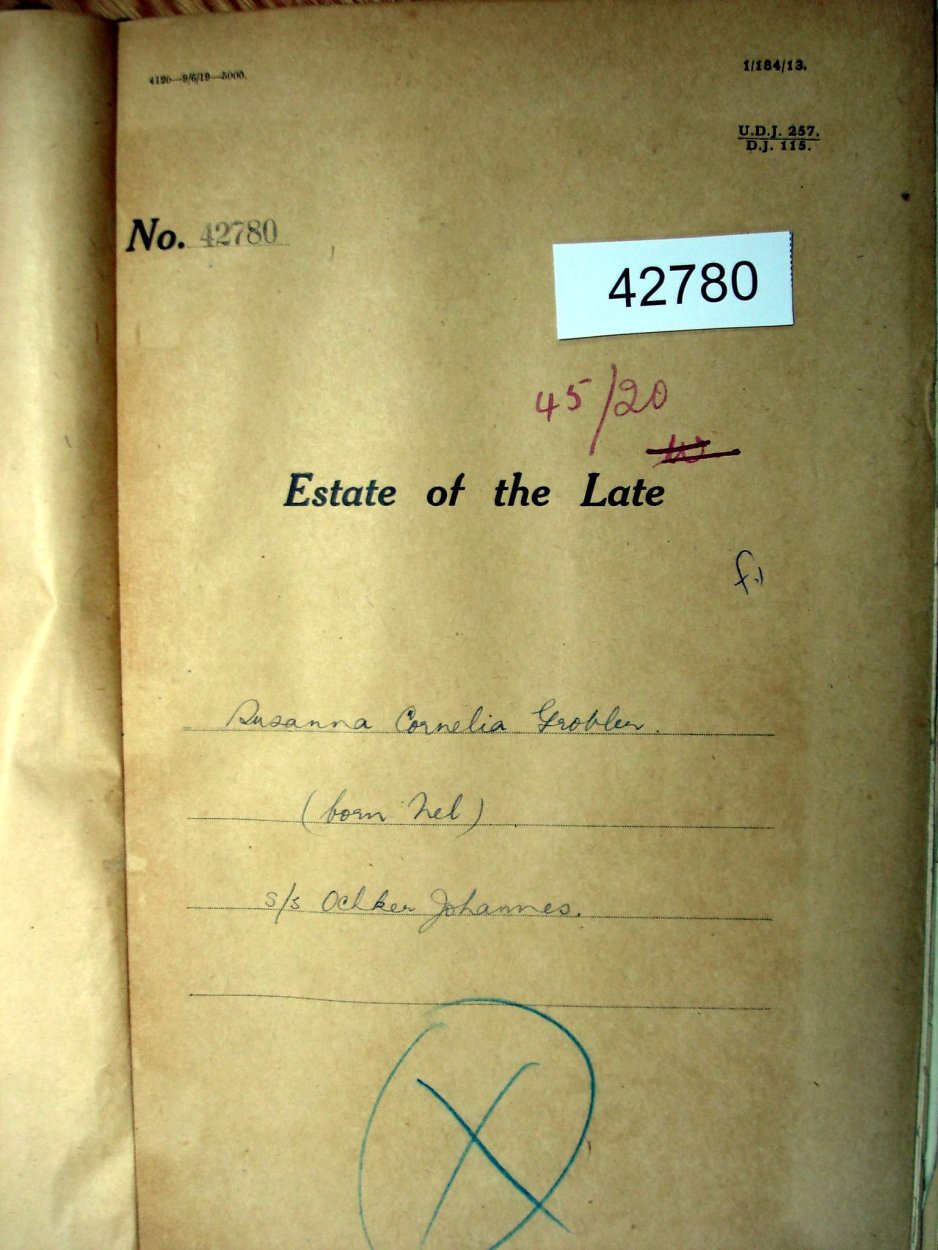 4120—9/6/19—5000.
1/184/13.
U.D.J. 257.
D.J. 115.
No. 42780
42780
45/20
Estate of the Late
f.1
Susanna Cornelia Grobler.
(born Nel)
s/s Ockker Johannes.